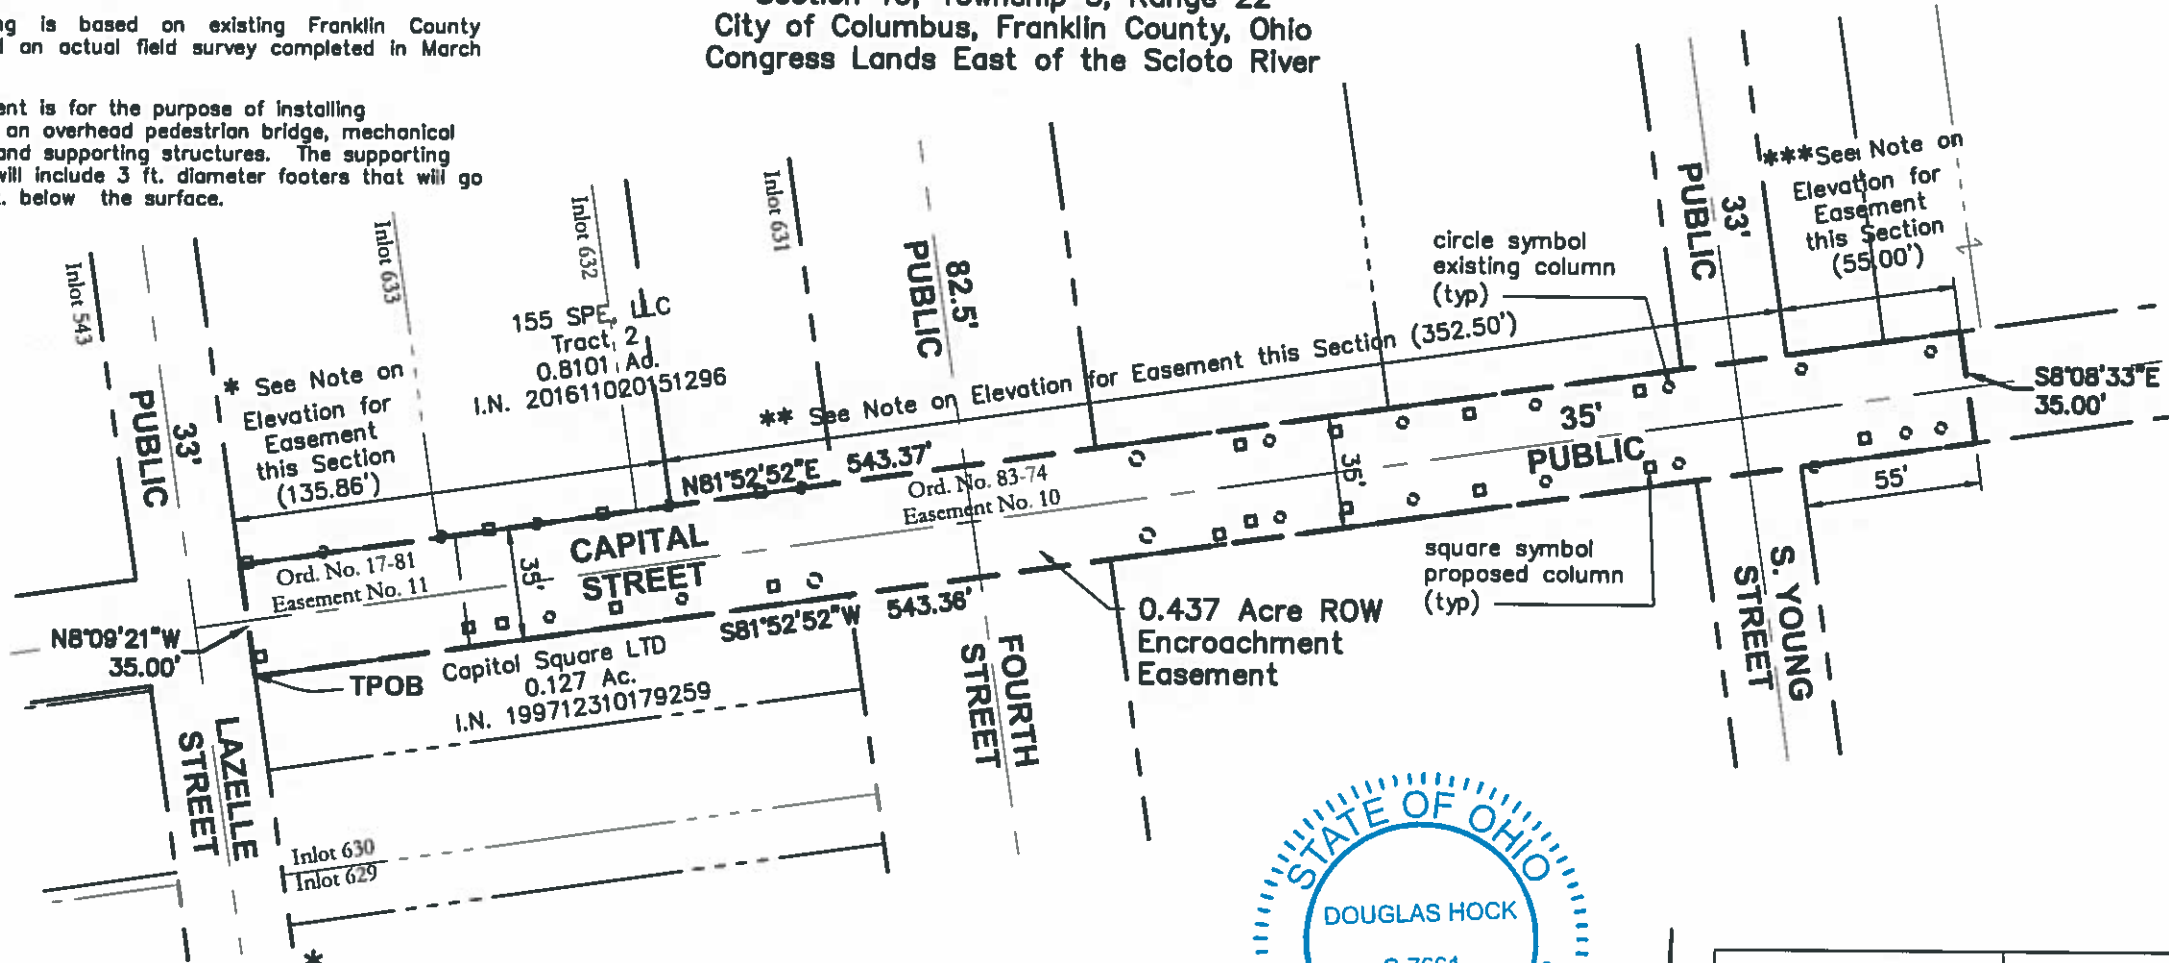 is based on existing Franklin County
an actual field survey completed in March
is for the purpose of installing
an overhead pedestrian bridge, mechanical
and supporting structures. The supporting
will include 3 ft. diameter footers that will go
below the surface.
City of Columbus, Franklin County, Ohio
Congress Lands East of the Scioto River
Inlot 543
Inlot 633
Inlot 632
Inlot 631
PUBLIC
33'
* See Note on
Elevation for
Easement
this Section
(135.86')
155 SPE, LLC
Tract 2
0.8101 Ad.
I.N. 201611020151296
PUBLIC
82.5'
** See Note on Elevation for Easement this Section (352.50')
circle symbol
existing column
(typ)
PUBLIC
33'
***See Note on
Elevation for
Easement
this Section
(55.00')
S8°08'33"E
35.00'
N81°52'52"E 543.37'
Ord. No. 83-74
Easement No. 10
35'
35'
PUBLIC
55'
Ord. No. 17-81
Easement No. 11
35'
CAPITAL
STREET
S81°52'52"W 543.36'
N8°09'21"W
35.00'
TPOB
Capitol Square LTD
0.127 Ac.
I.N. 199712310179259
0.437 Acre ROW
Encroachment
Easement
square symbol
proposed column
(typ)
S. YOUNG
STREET
FOURTH
STREET
LAZELLE
STREET
Inlot 630
Inlot 629
*
STATE OF OHIO
DOUGLAS HOCK